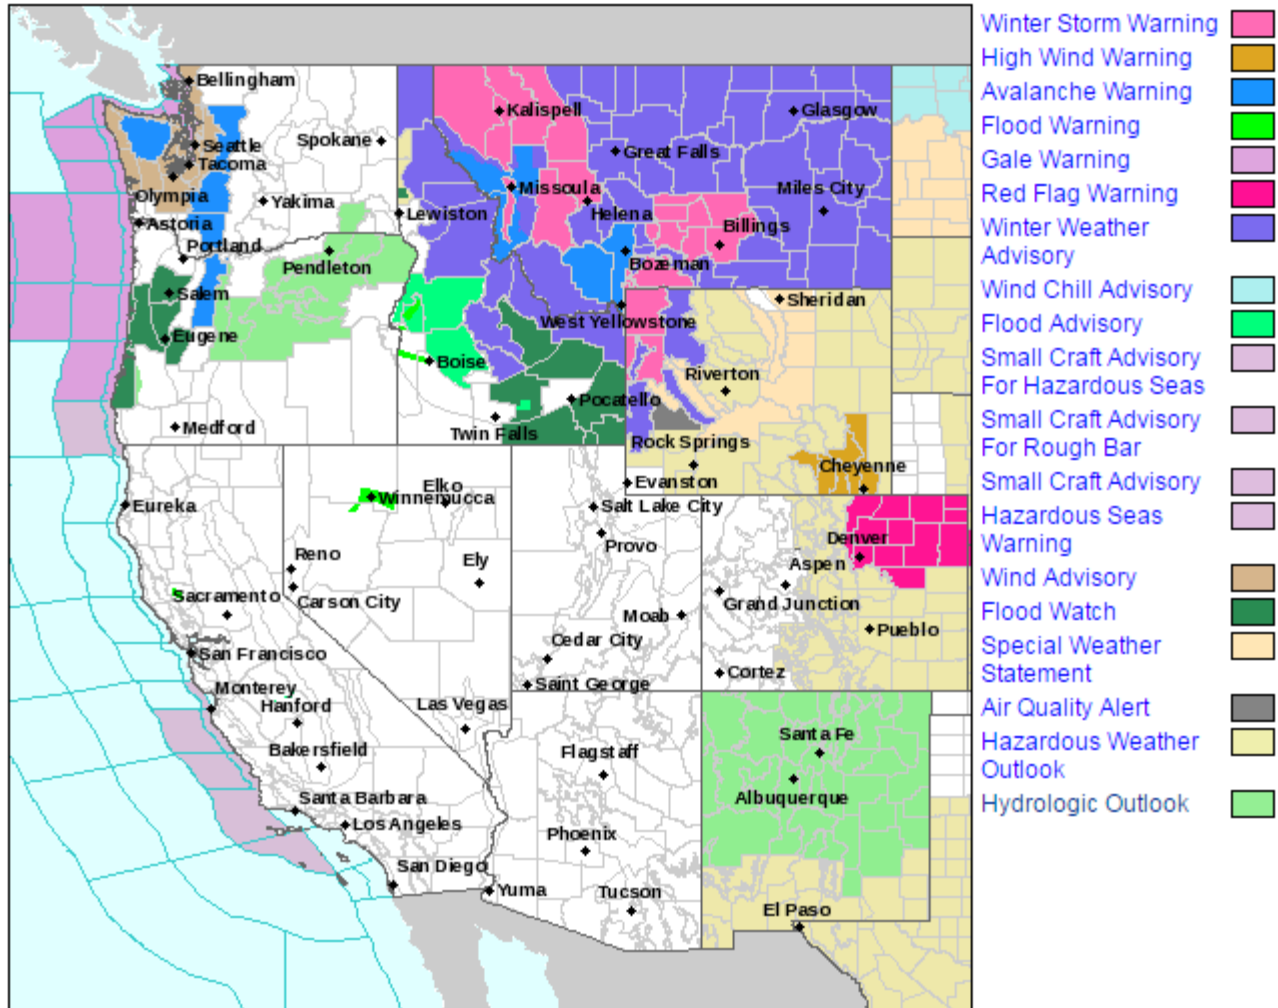 Winter Storm Warning
High Wind Warning
Avalanche Warning
Flood Warning
Gale Warning
Red Flag Warning
Winter Weather
Advisory
Wind Chill Advisory
Flood Advisory
Small Craft Advisory
For Hazardous Seas
Small Craft Advisory
For Rough Bar
Small Craft Advisory
Hazardous Seas
Warning
Wind Advisory
Flood Watch
Special Weather
Statement
Air Quality Alert
Hazardous Weather
Outlook
Hydrologic Outlook
Bellingham
Kalispell
Glasgow
Spokane
Seattle
Great Falls
Tacoma
Missoula
Miles City
Olympia
Yakima
Lewiston
Helena
Astoria
Billings
Portland
Pendleton
Bozeman
Salem
Sheridan
West Yellowstone
Eugene
Boise
Riverton
Pocatello
Medford
Twin Falls
Rock Springs
Cheyenne
Evanston
Elko
Winnemucca
Eureka
Salt Lake City
Denver
Provo
Reno
Ely
Aspen
Sacramento
Carson City
Grand Junction
Moab
Pueblo
Cedar City
San Francisco
Cortez
Saint George
Monterey
Hanford
Las Vegas
Santa Fe
Bakersfield
Flagstaff
Albuquerque
Santa Barbara
Los Angeles
Phoenix
San Diego
Yuma
Tucson
El Paso